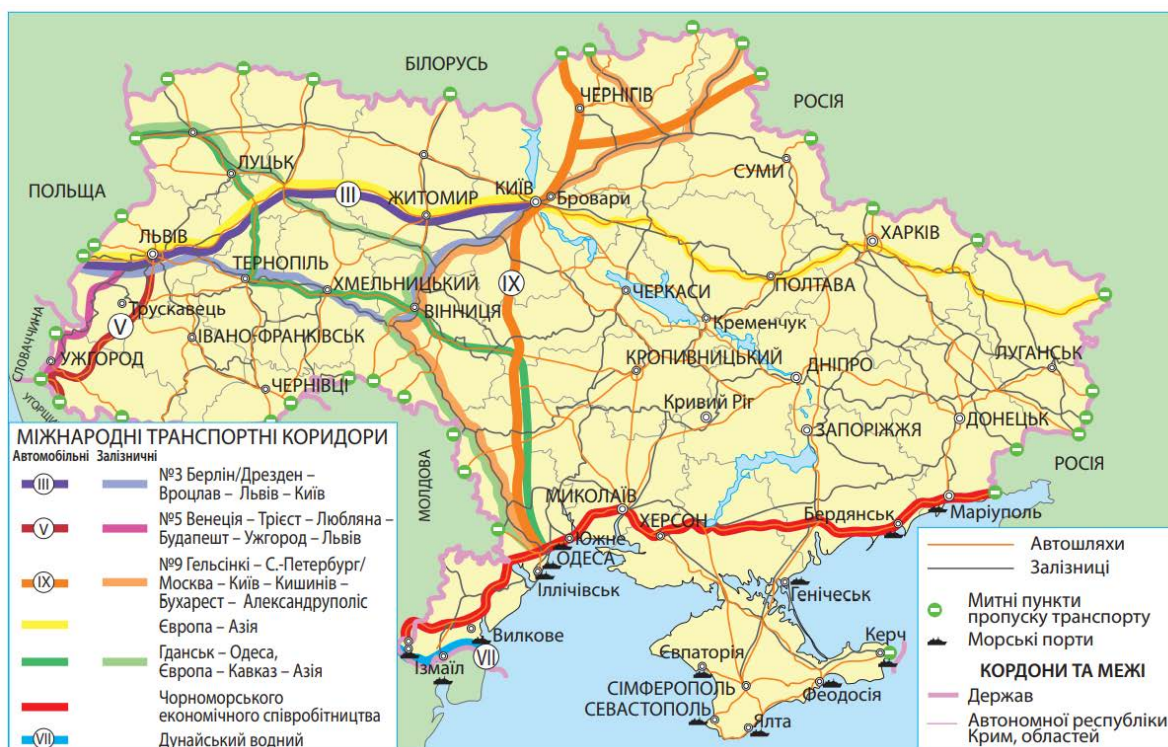 БІЛОРУСЬ
РОСІЯ
ЧЕРНІГІВ
ПОЛЬЩА
ЛУЦЬК
СУМИ
ЖИТОМИР
КИЇВ
Бровари
III
ЛЬВІВ
ХАРКІВ
ТЕРНОПІЛЬ
ХМЕЛЬНИЦЬКИЙ
IX
ЧЕРКАСИ
ПОЛТАВА
ВІННИЦЯ
Трускавець
V
Кременчук
СЛОВАЧЧИНА
ІВАНО-ФРАНКІВСЬК
УЖГОРОД
КРОПИВНИЦЬКИЙ
ДНІПРО
ЛУГАНСЬК
ЧЕРНІВЦІ
Кривий Ріг
ДОНЕЦЬК
ЗАПОРІЖЖЯ
РОСІЯ
МОЛДОВА
МИКОЛАЇВ
ХЕРСОН
Бердянськ
Маріуполь
Южне
ОДЕСА
Іллічівськ
Генічеськ
Вилкове
Ізмаїл
VII
Керч
Євпаторія
СІМФЕРОПОЛЬ
Феодосія
СЕВАСТОПОЛЬ
Ялта
МІЖНАРОДНІ ТРАНСПОРТНІ КОРИДОРИ
Автомобільні Залізничні
III
№3 Берлін/Дрезден –
Вроцлав – Львів – Київ
V
№5 Венеція – Трієст – Любляна –
Будапешт – Ужгород – Львів
IX
№9 Гельсінкі – С.-Петербург/
Москва – Київ – Кишинів –
Бухарест – Александруполіс
Європа – Азія
Гданськ – Одеса,
Європа – Кавказ – Азія
Чорноморського
економічного співробітництва
VII
Дунайський водний
Автошляхи
Залізниці
Митні пункти
пропуску транспорту
Морські порти
КОРДОНИ ТА МЕЖІ
Держав
Автономної республіки
Крим, областей